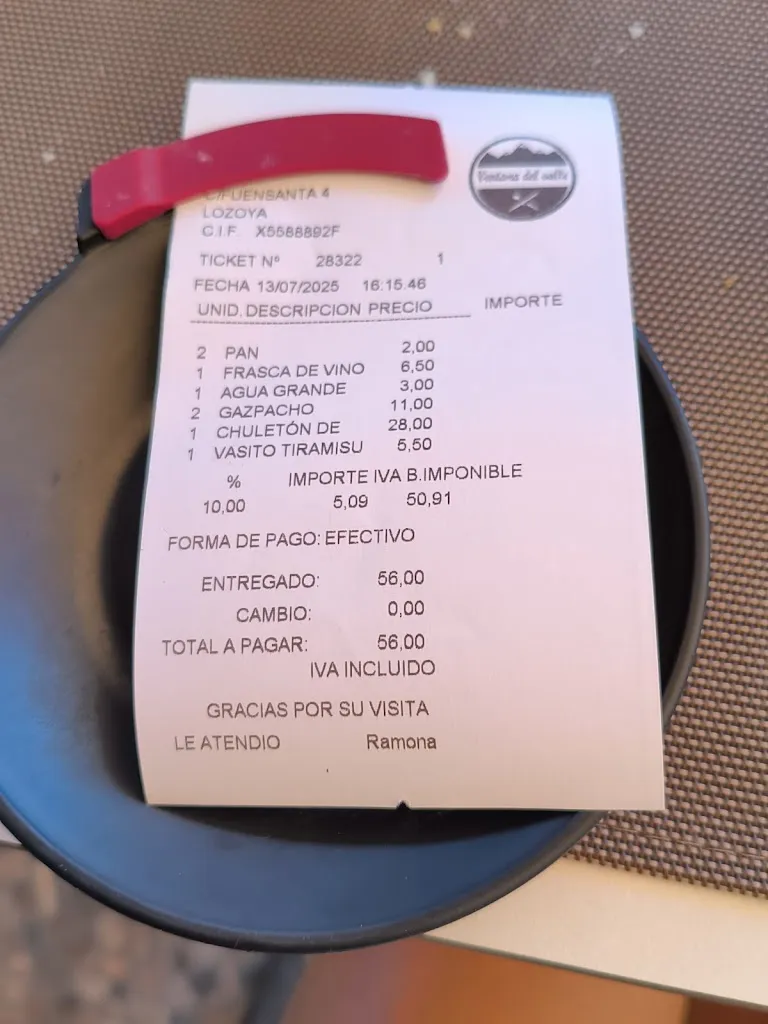 Ventana del valle
C/FUENSANTA 4
LOZOYA
C.I.F. X5588892F
TICKET Nº 28322 1
FECHA 13/07/2025 16:15:46
UNID. DESCRIPCION PRECIO IMPORTE
2 PAN 2,00
1 FRASCA DE VINO 6,50
1 AGUA GRANDE 3,00
2 GAZPACHO 11,00
1 CHULETÓN DE 28,00
1 VASITO TIRAMISU 5,50
% IMPORTE IVA B.IMPONIBLE
10,00 5,09 50,91
FORMA DE PAGO: EFECTIVO
ENTREGADO: 56,00
CAMBIO: 0,00
TOTAL A PAGAR: 56,00
IVA INCLUIDO
GRACIAS POR SU VISITA
LE ATENDIO Ramona